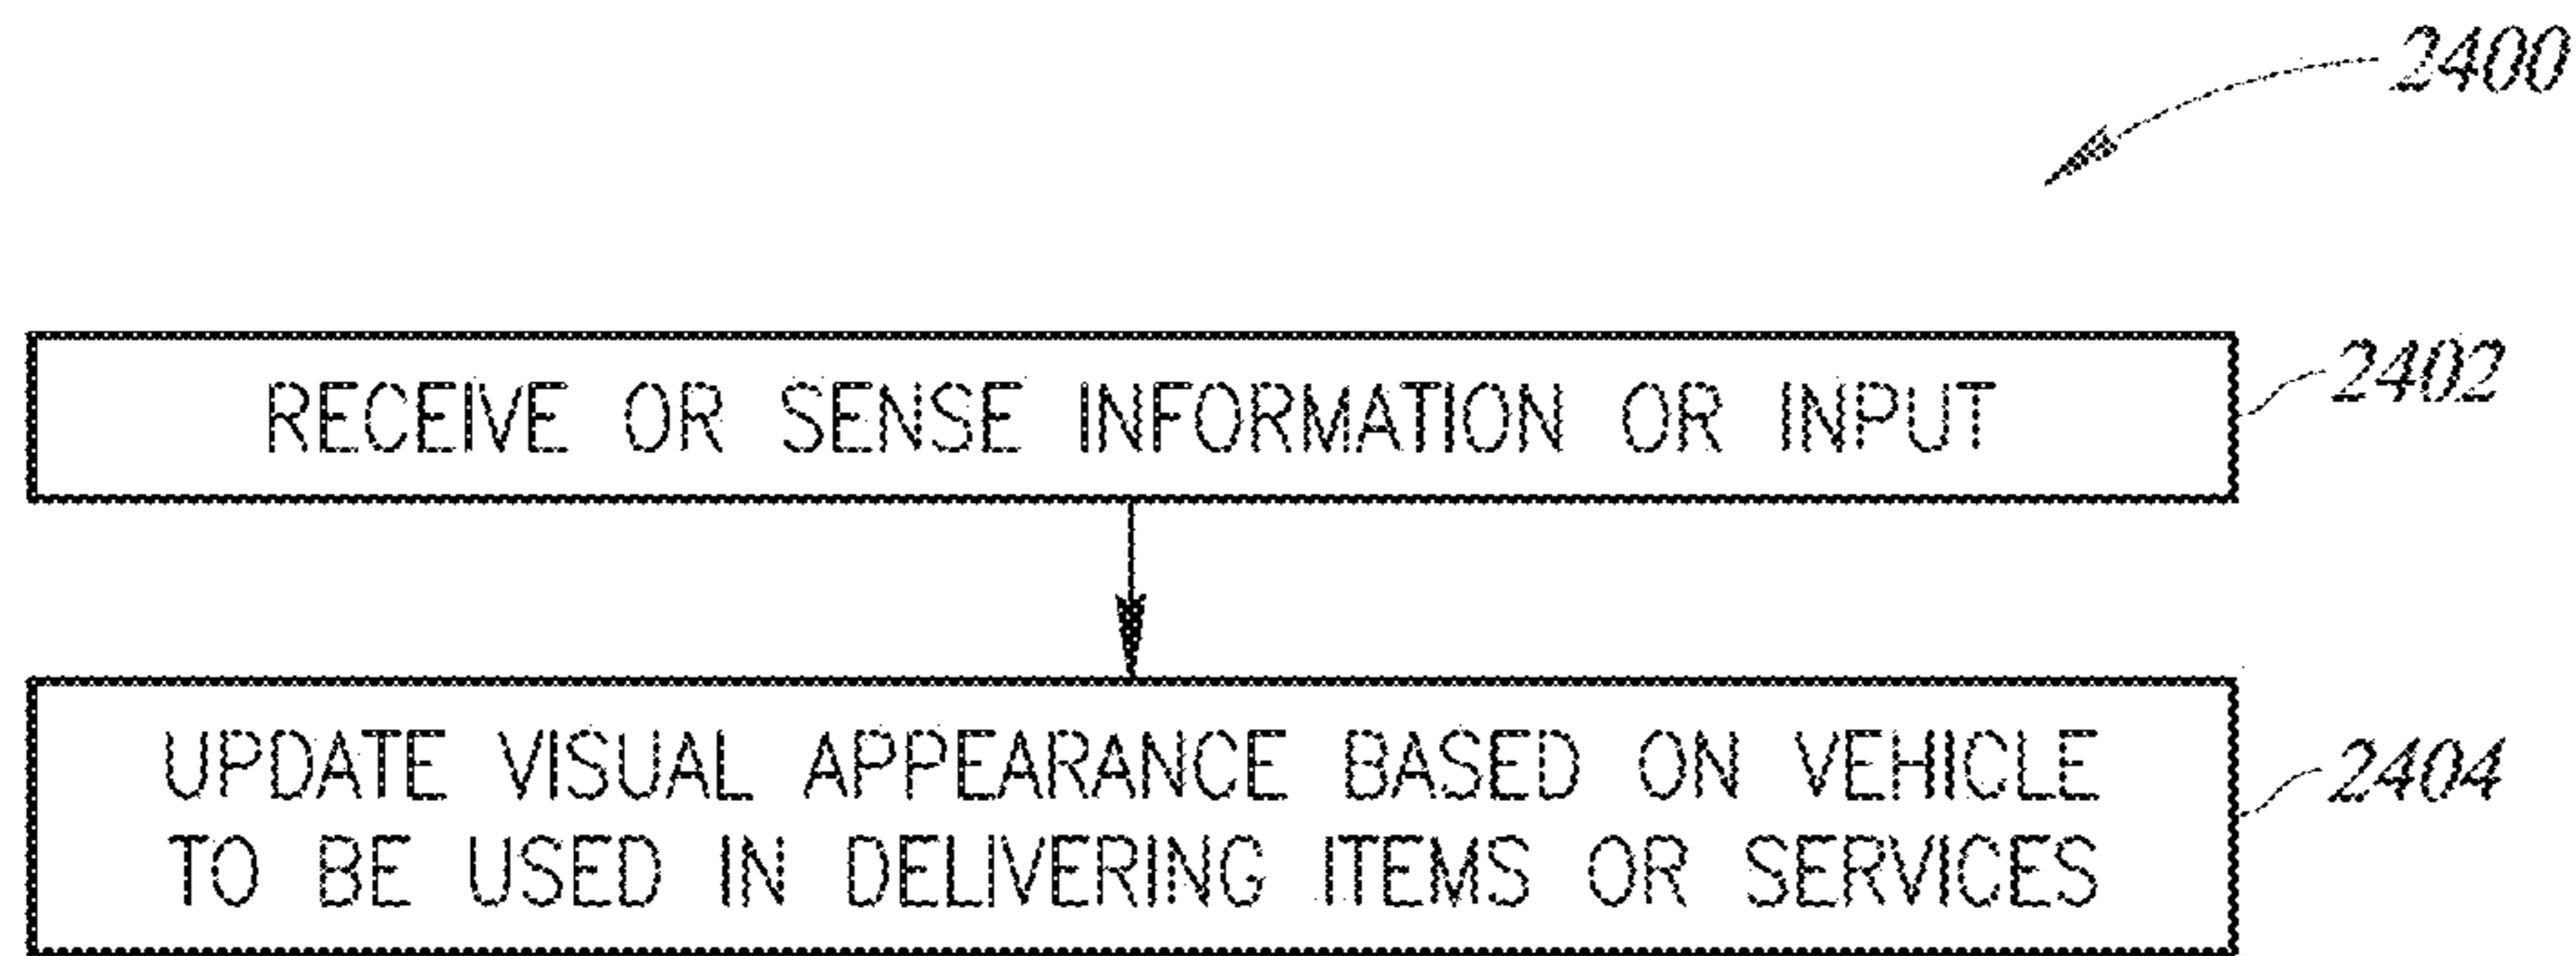 2400
RECEIVE OR SENSE INFORMATION OR INPUT
2402
UPDATE VISUAL APPEARANCE BASED ON VEHICLE
TO BE USED IN DELIVERING ITEMS OR SERVICES
2404